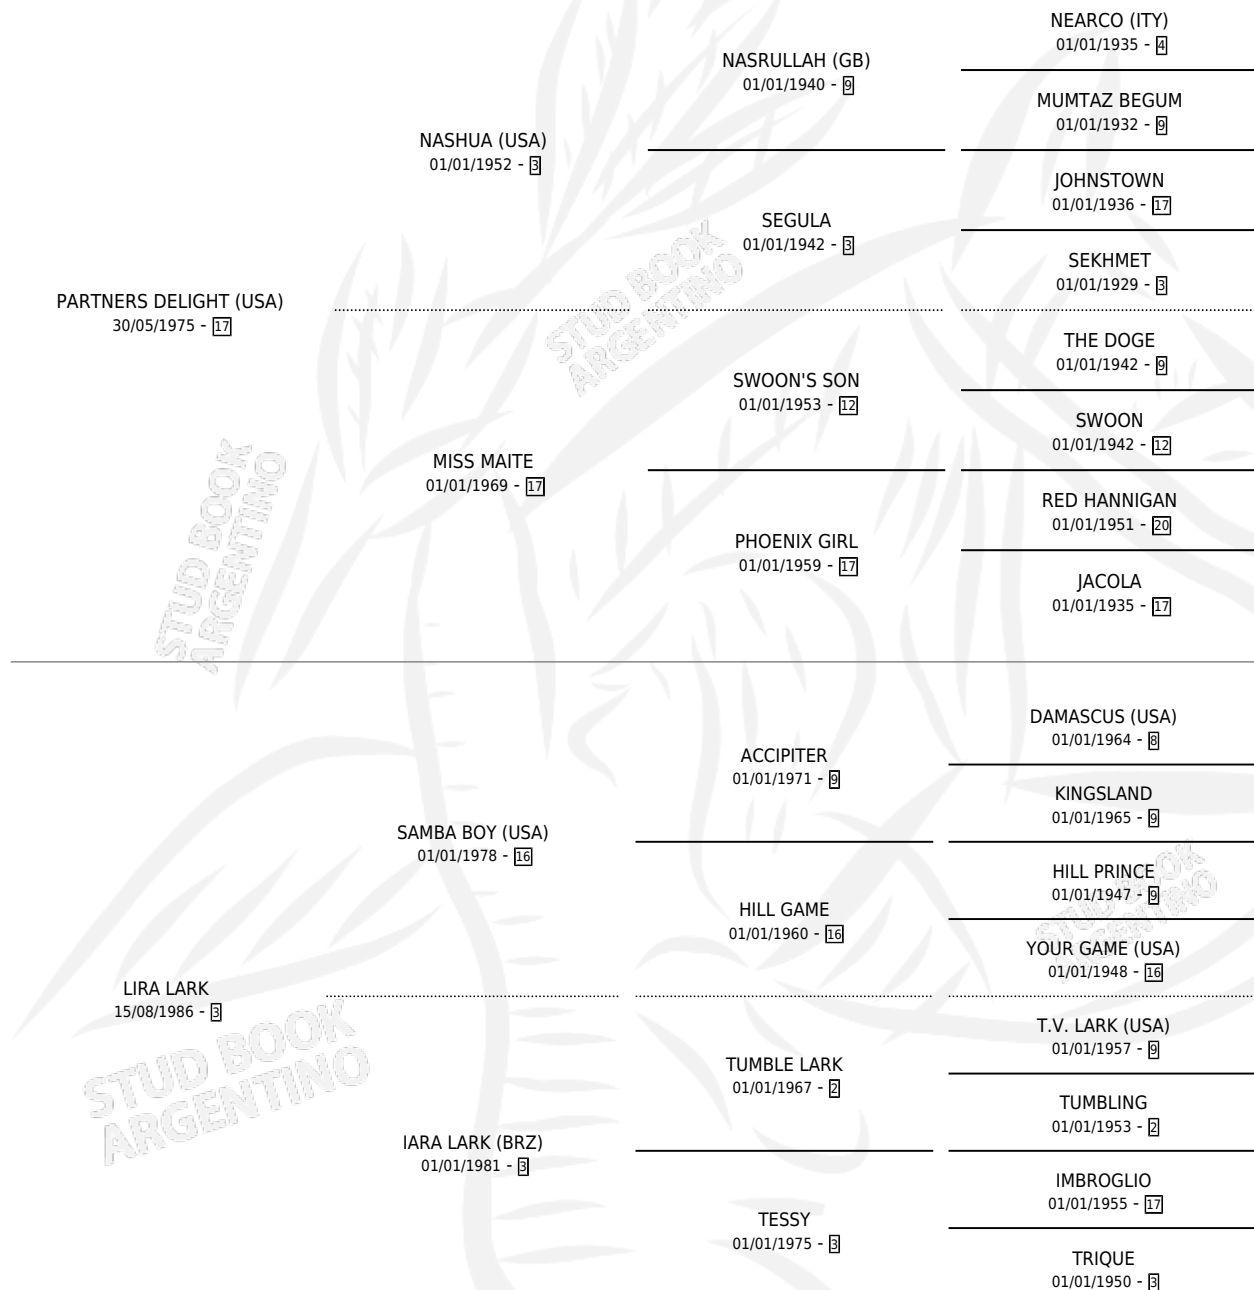 NEARCO (ITY)
01/01/1935 - 4
NASRULLAH (GB)
01/01/1940 - 9
MUMTAZ BEGUM
01/01/1932 - 9
NASHUA (USA)
01/01/1952 - 3
JOHNSTOWN
01/01/1936 - 17
SEGULA
01/01/1942 - 3
SEKHMET
01/01/1929 - 3
PARTNERS DELIGHT (USA)
30/05/1975 - 17
STUD BOOK
ARGENTINO
THE DOGE
01/01/1942 - 9
SWOON'S SON
01/01/1953 - 12
SWOON
01/01/1942 - 12
MISS MAITE
01/01/1969 - 17
RED HANNIGAN
01/01/1951 - 20
PHOENIX GIRL
01/01/1959 - 17
JACOLA
01/01/1935 - 17
STUD BOOK
ARGENTINO
DAMASCUS (USA)
01/01/1964 - 8
ACCIPITER
01/01/1971 - 9
KINGSLAND
01/01/1965 - 9
SAMBA BOY (USA)
01/01/1978 - 16
HILL PRINCE
01/01/1947 - 9
HILL GAME
01/01/1960 - 16
YOUR GAME (USA)
01/01/1948 - 16
STUD BOOK
ARGENTINO
LIRA LARK
15/08/1986 - 3
STUD BOOK
ARGENTINO
T.V. LARK (USA)
01/01/1957 - 9
TUMBLE LARK
01/01/1967 - 2
TUMBLING
01/01/1953 - 2
IARA LARK (BRZ)
01/01/1981 - 3
IMBROGLIO
01/01/1955 - 17
TESSY
01/01/1975 - 3
TRIQUE
01/01/1950 - 3